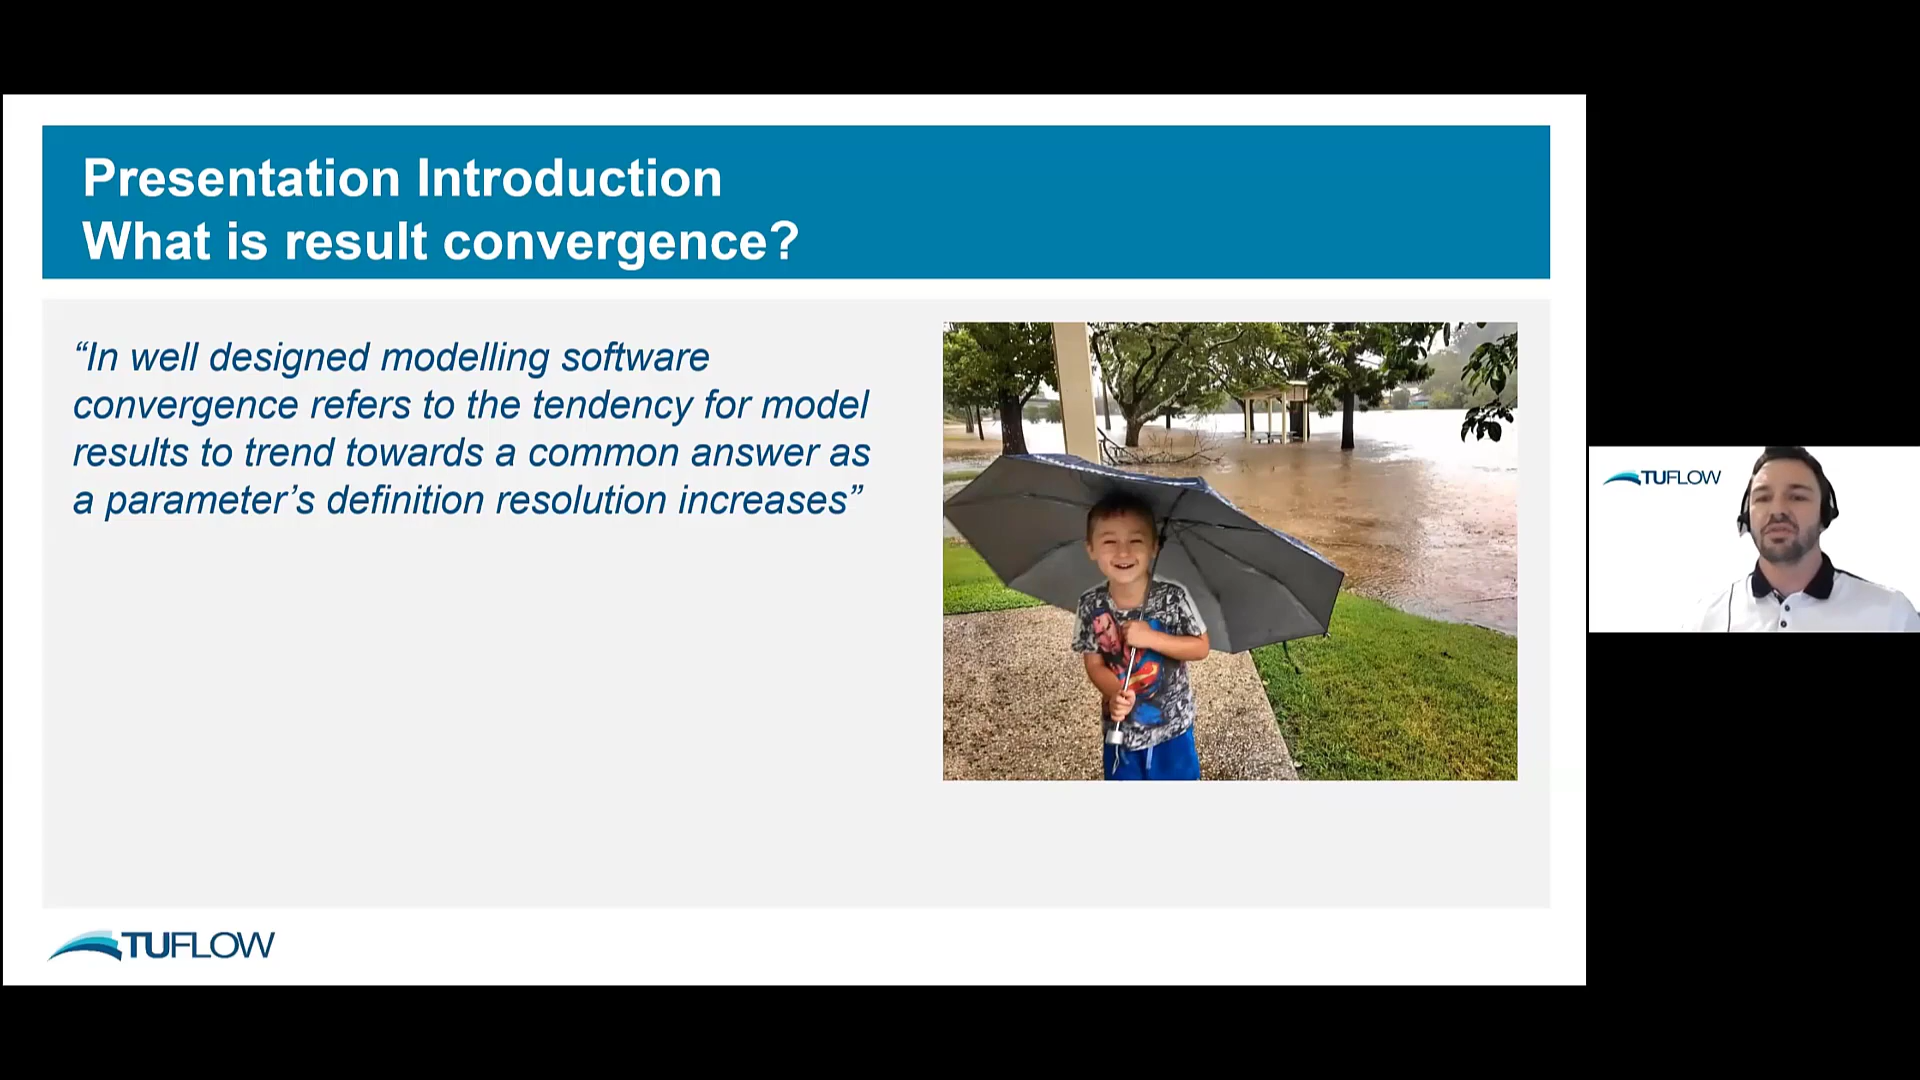 Presentation Introduction
What is result convergence?
“In well designed modelling software
convergence refers to the tendency for model
results to trend towards a common answer as
a parameter’s definition resolution increases”
TUFLOW
TUFLOW